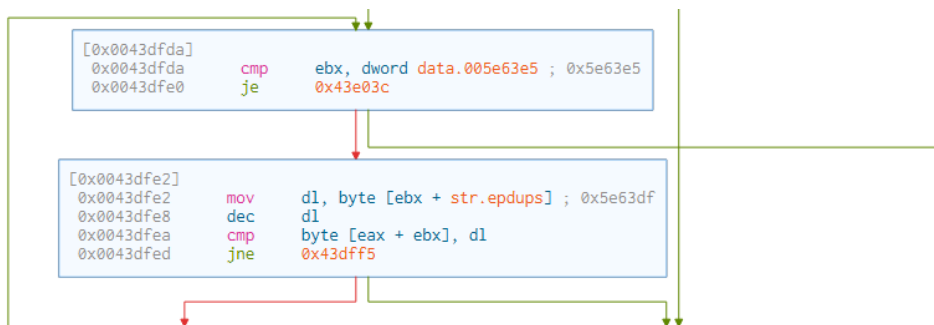 [0x0043dfda]
0x0043dfda cmp ebx, dword data.005e63e5 ; 0x5e63e5
0x0043dfe0 je 0x43e03c
[0x0043dfe2]
0x0043dfe2 mov dl, byte [ebx + str.epdups] ; 0x5e63df
0x0043dfe8 dec dl
0x0043dfea cmp byte [eax + ebx], dl
0x0043dfed jne 0x43dff5